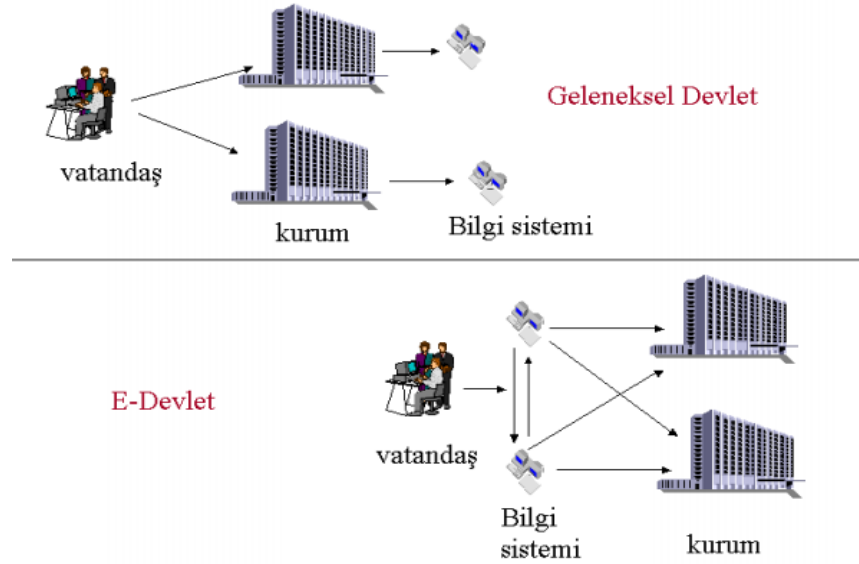 Geleneksel Devlet
vatandaş
kurum
Bilgi sistemi
E-Devlet
vatandaş
Bilgi
sistemi
kurum